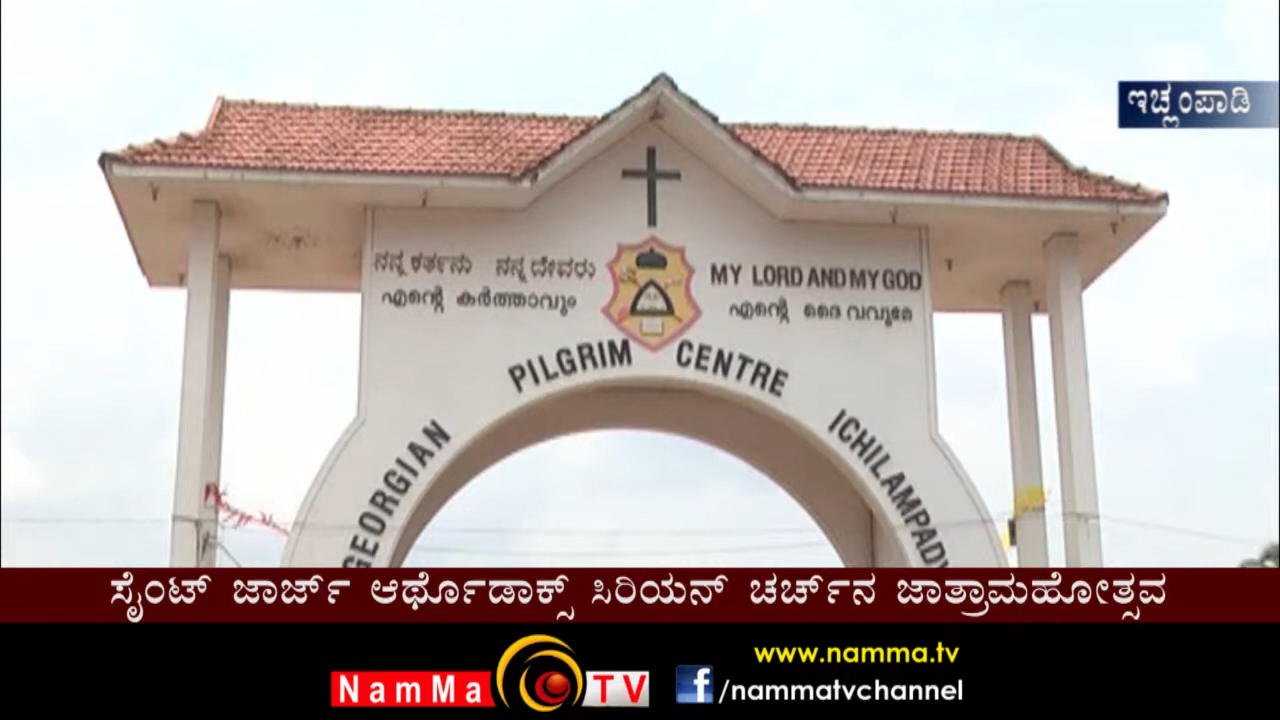 ಇಚ್ಲಂಪಾಡಿ
ನನ್ನ ಕರ್ತನು ನನ್ನ ದೇವರು
MY LORD AND MY GOD
എന്റെ കർത്താവും
എന്റെ ദൈവവുമേ
GEORGIAN PILGRIM CENTRE ICHILAMPADY
ಸೈಂಟ್ ಜಾರ್ಜ್ ಆರ್ಥೊಡಾಕ್ಸ್ ಸಿರಿಯನ್ ಚರ್ಚ್‌ನ ಜಾತ್ರಾಮಹೋತ್ಸವ
NamMa TV
www.namma.tv
f /nammatvchannel